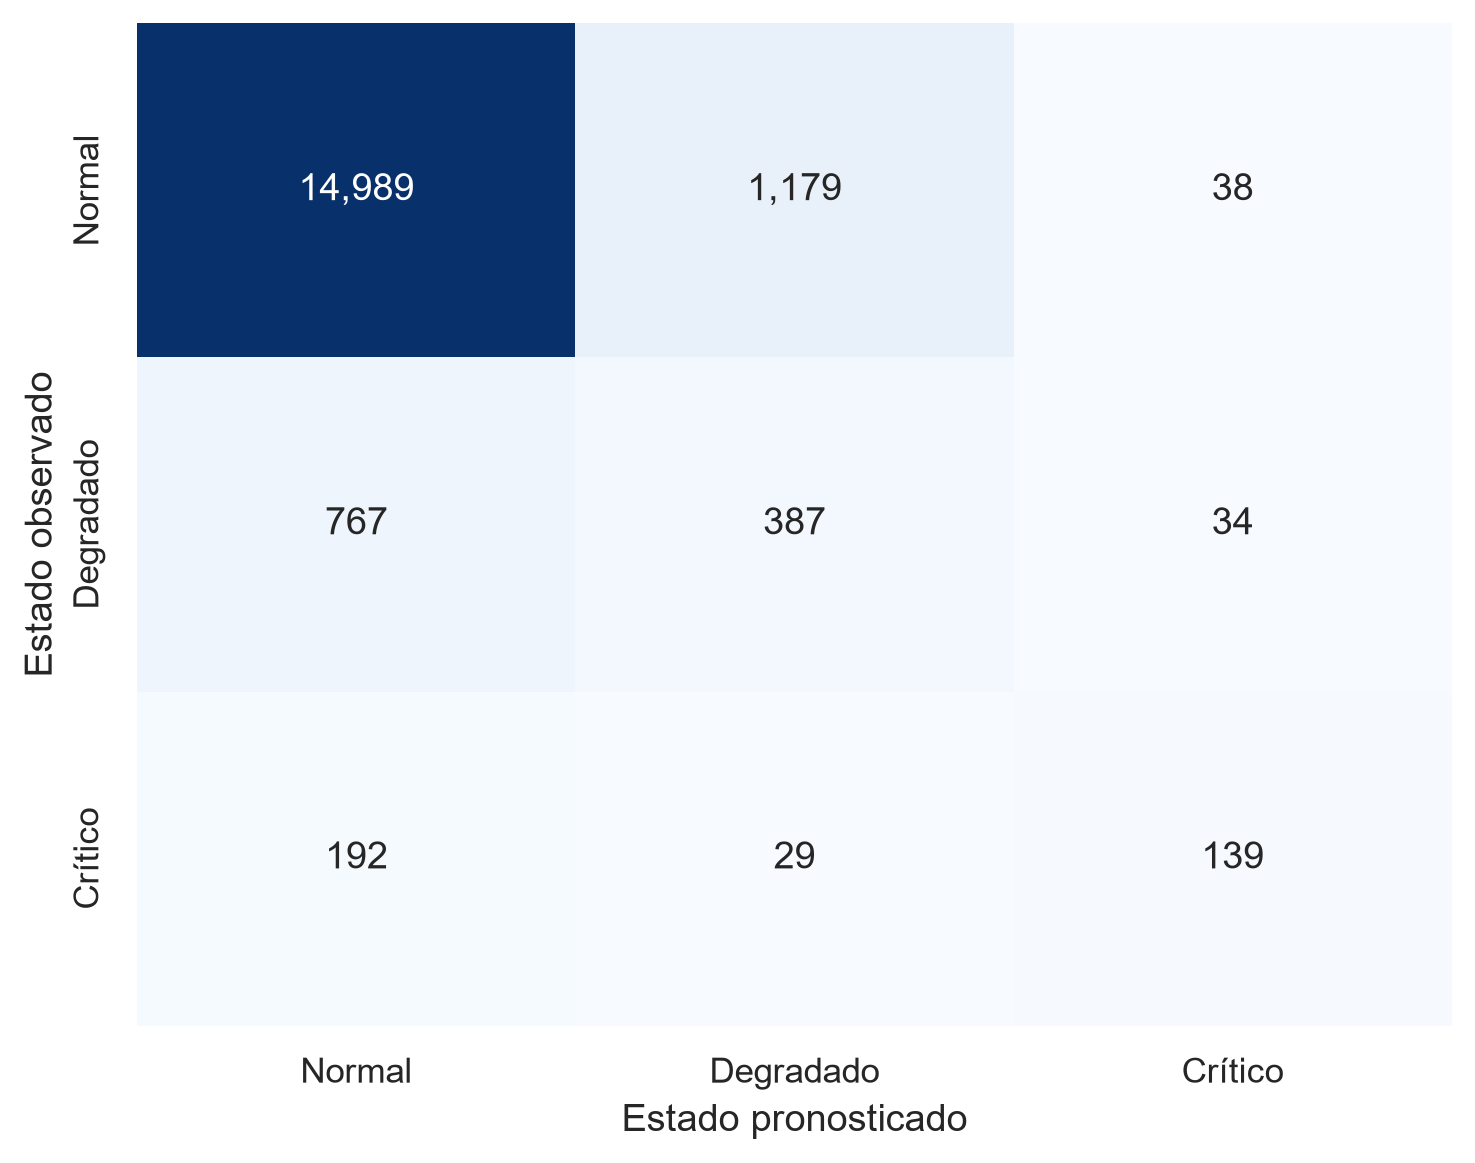 Estado observado
Normal
14,989 1,179 38
Degradado
767 387 34
Crítico
192 29 139
Normal Degradado Crítico
Estado pronosticado